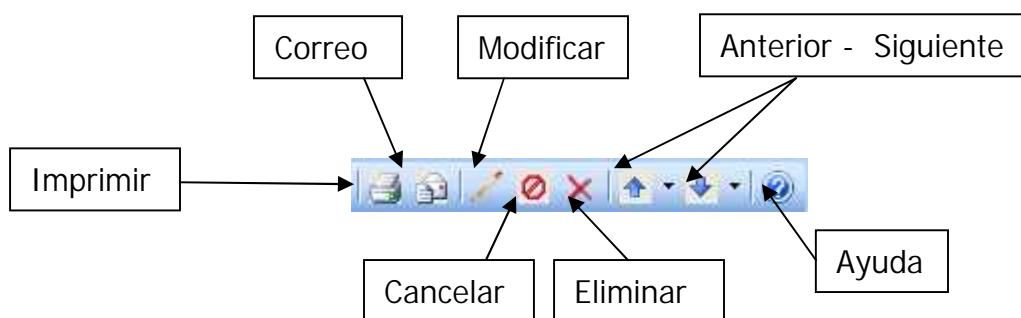 Correo
Modificar
Anterior - Siguiente
Imprimir
Cancelar
Eliminar
Ayuda